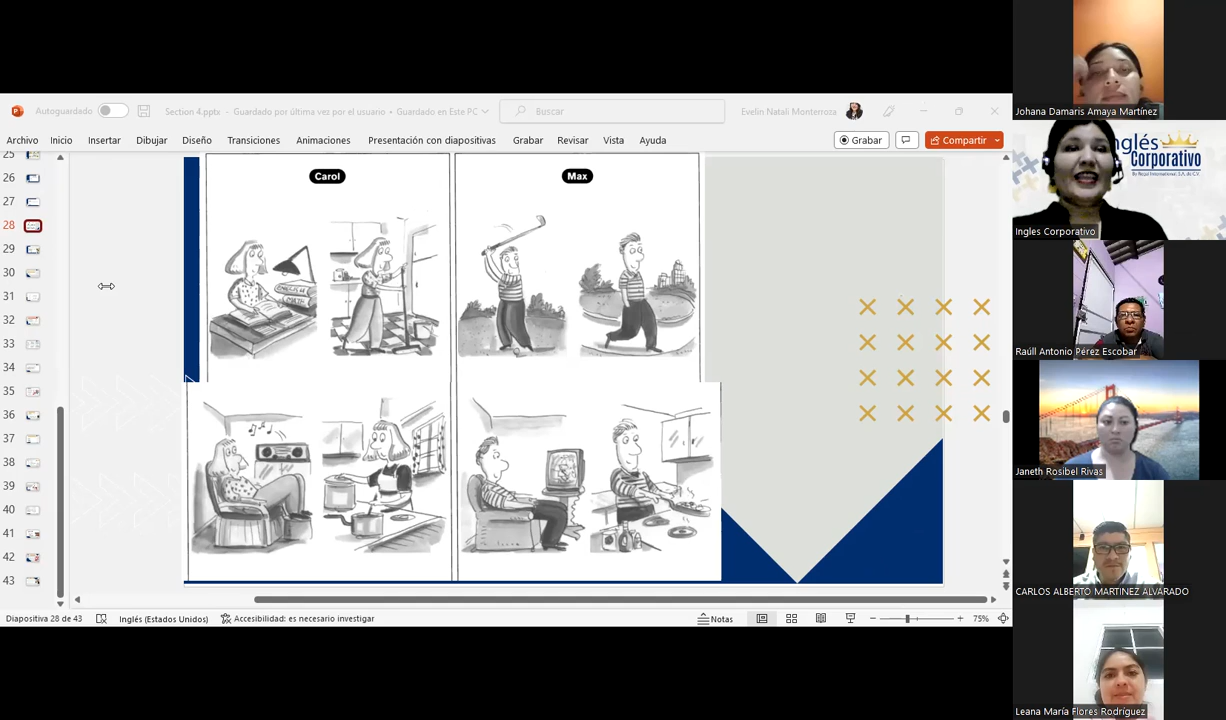 Autoguardado
Section 4.pptx - Guardado por última vez por el usuario • Guardado en Este PC
Buscar
Evelin Natali Monterroza
Archivo Inicio Insertar Dibujar Diseño Transiciones Animaciones Presentación con diapositivas Grabar Revisar Vista Ayuda
Grabar
Compartir
25
26
27
28
29
30
31
32
33
34
35
36
37
38
39
40
41
42
43
Carol
Max
ENGLISH
MATH
Diapositiva 28 de 43
Inglés (Estados Unidos)
Accesibilidad: es necesario investigar
Notas
75%
Johana Damaris Amaya Martínez
Inglés
Corporativo
Ingles Corporativo
Raúll Antonio Pérez Escobar
Janeth Rosibel Rivas
CARLOS ALBERTO MARTINEZ ALVARADO
Leana María Flores Rodríguez